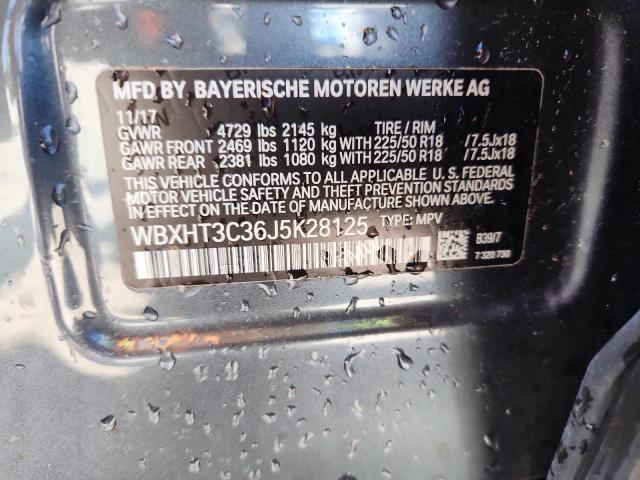 MFD BY BAYERISCHE MOTOREN WERKE AG
11/17
GVWR 4729 lbs 2145 kg TIRE / RIM
GAWR FRONT 2469 lbs 1120 kg WITH 225/50 R18 /7.5Jx18
GAWR REAR 2381 lbs 1080 kg WITH 225/50 R18 /7.5Jx18
THIS VEHICLE CONFORMS TO ALL APPLICABLE U. S. FEDERAL
MOTOR VEHICLE SAFETY AND THEFT PREVENTION STANDARDS
IN EFFECT ON THE DATE OF MANUFACTURE SHOWN ABOVE.
WBXHT3C36J5K28125 TYPE: MPV
B39/7
7 320 730